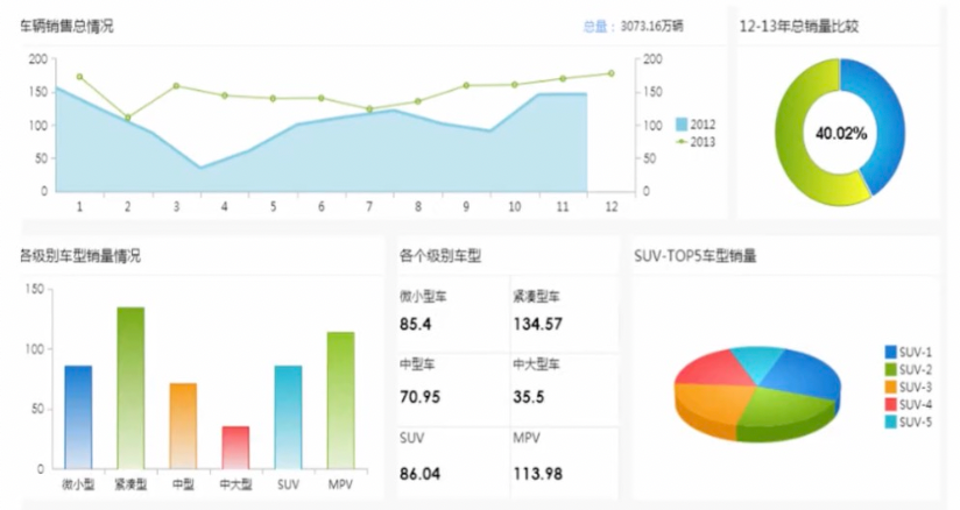 车辆销售总情况
总量： 3073.16万辆
200
150
100
50
0
200
150
100
50
0
1 2 3 4 5 6 7 8 9 10 11 12
2012
2013
12-13年总销量比较
40.02%
各级别车型销量情况
150
100
50
0
微小型 紧凑型 中型 中大型 SUV MPV
各个级别车型
微小型车 紧凑型车
85.4 134.57
中型车 中大型车
70.95 35.5
SUV MPV
86.04 113.98
SUV-TOP5车型销量
SUV-1
SUV-2
SUV-3
SUV-4
SUV-5